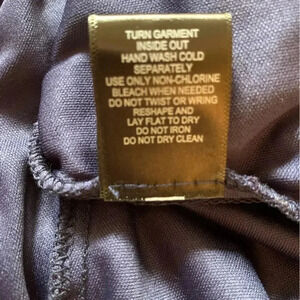 TURN GARMENT
INSIDE OUT
HAND WASH COLD
SEPARATELY
USE ONLY NON-CHLORINE
BLEACH WHEN NEEDED
DO NOT TWIST OR WRING
RESHAPE AND
LAY FLAT TO DRY
DO NOT IRON
DO NOT DRY CLEAN